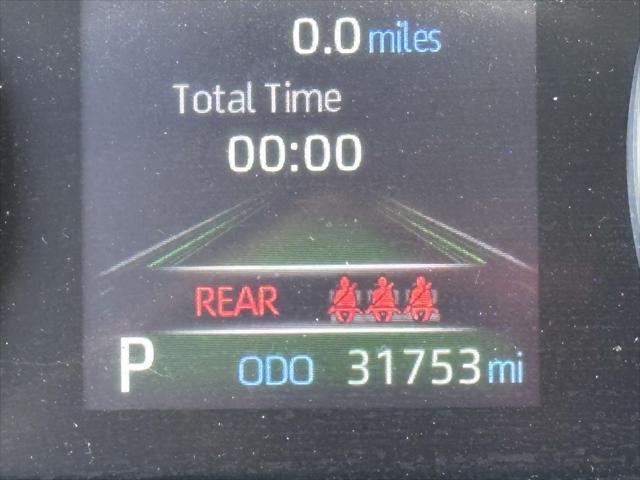 0.0 miles
Total Time
00:00
REAR
P ODO 31753 mi